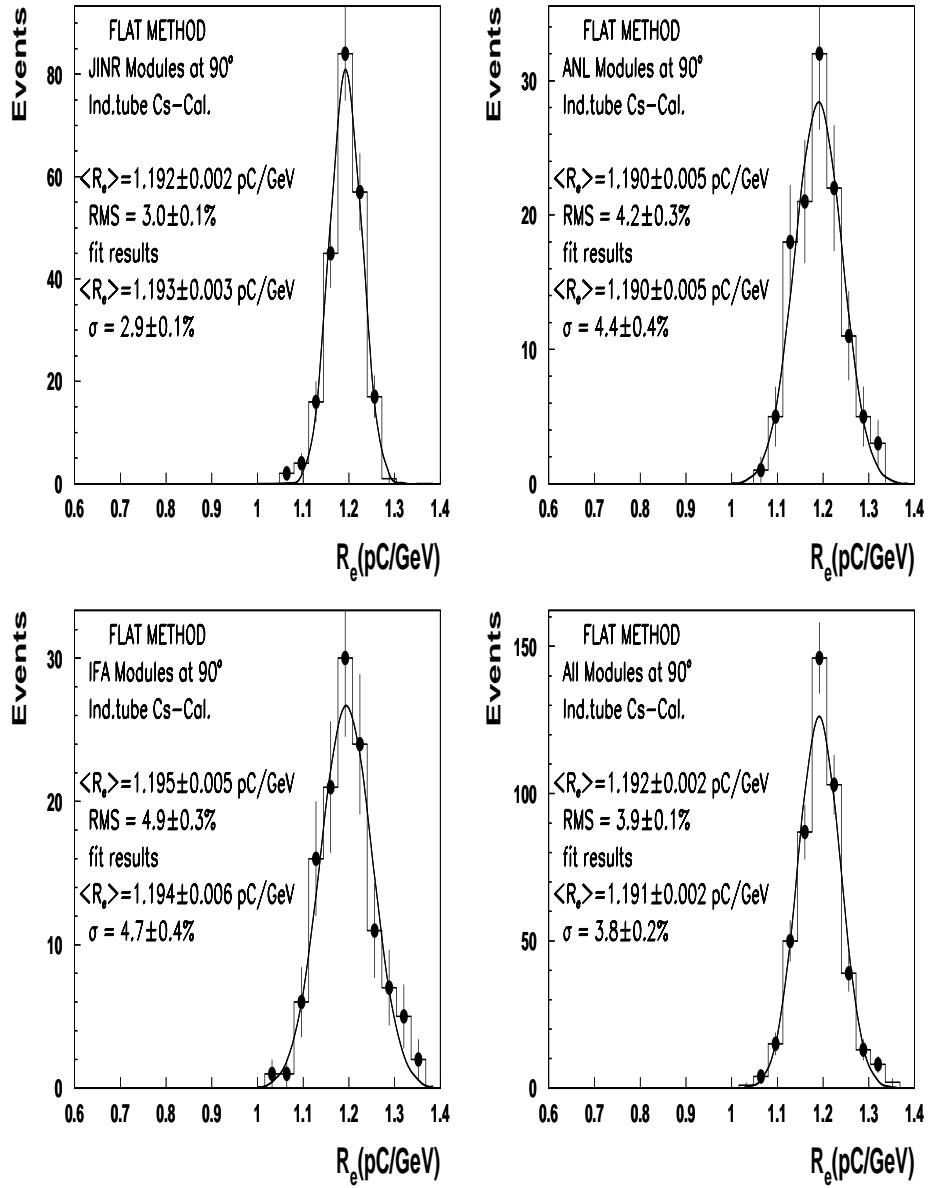 Events
FLAT METHOD
JINR Modules at 90°
Ind.tube Cs-Cal.
<Rₑ>=1.192±0.002 pC/GeV
RMS = 3.0±0.1%
fit results
<Rₑ>=1.193±0.003 pC/GeV
σ = 2.9±0.1%
80
60
40
20
0
0.6 0.7 0.8 0.9 1 1.1 1.2 1.3 1.4
Rₑ(pC/GeV)
Events
FLAT METHOD
ANL Modules at 90°
Ind.tube Cs-Cal.
<Rₑ>=1.190±0.005 pC/GeV
RMS = 4.2±0.3%
fit results
<Rₑ>=1.190±0.005 pC/GeV
σ = 4.4±0.4%
30
20
10
0
0.6 0.7 0.8 0.9 1 1.1 1.2 1.3 1.4
Rₑ(pC/GeV)
Events
FLAT METHOD
IFA Modules at 90°
Ind.tube Cs-Cal.
<Rₑ>=1.195±0.005 pC/GeV
RMS = 4.9±0.3%
fit results
<Rₑ>=1.194±0.006 pC/GeV
σ = 4.7±0.4%
30
20
10
0
0.6 0.7 0.8 0.9 1 1.1 1.2 1.3 1.4
Rₑ(pC/GeV)
Events
FLAT METHOD
All Modules at 90°
Ind.tube Cs-Cal.
<Rₑ>=1.192±0.002 pC/GeV
RMS = 3.9±0.1%
fit results
<Rₑ>=1.191±0.002 pC/GeV
σ = 3.8±0.2%
150
100
50
0
0.6 0.7 0.8 0.9 1 1.1 1.2 1.3 1.4
Rₑ(pC/GeV)